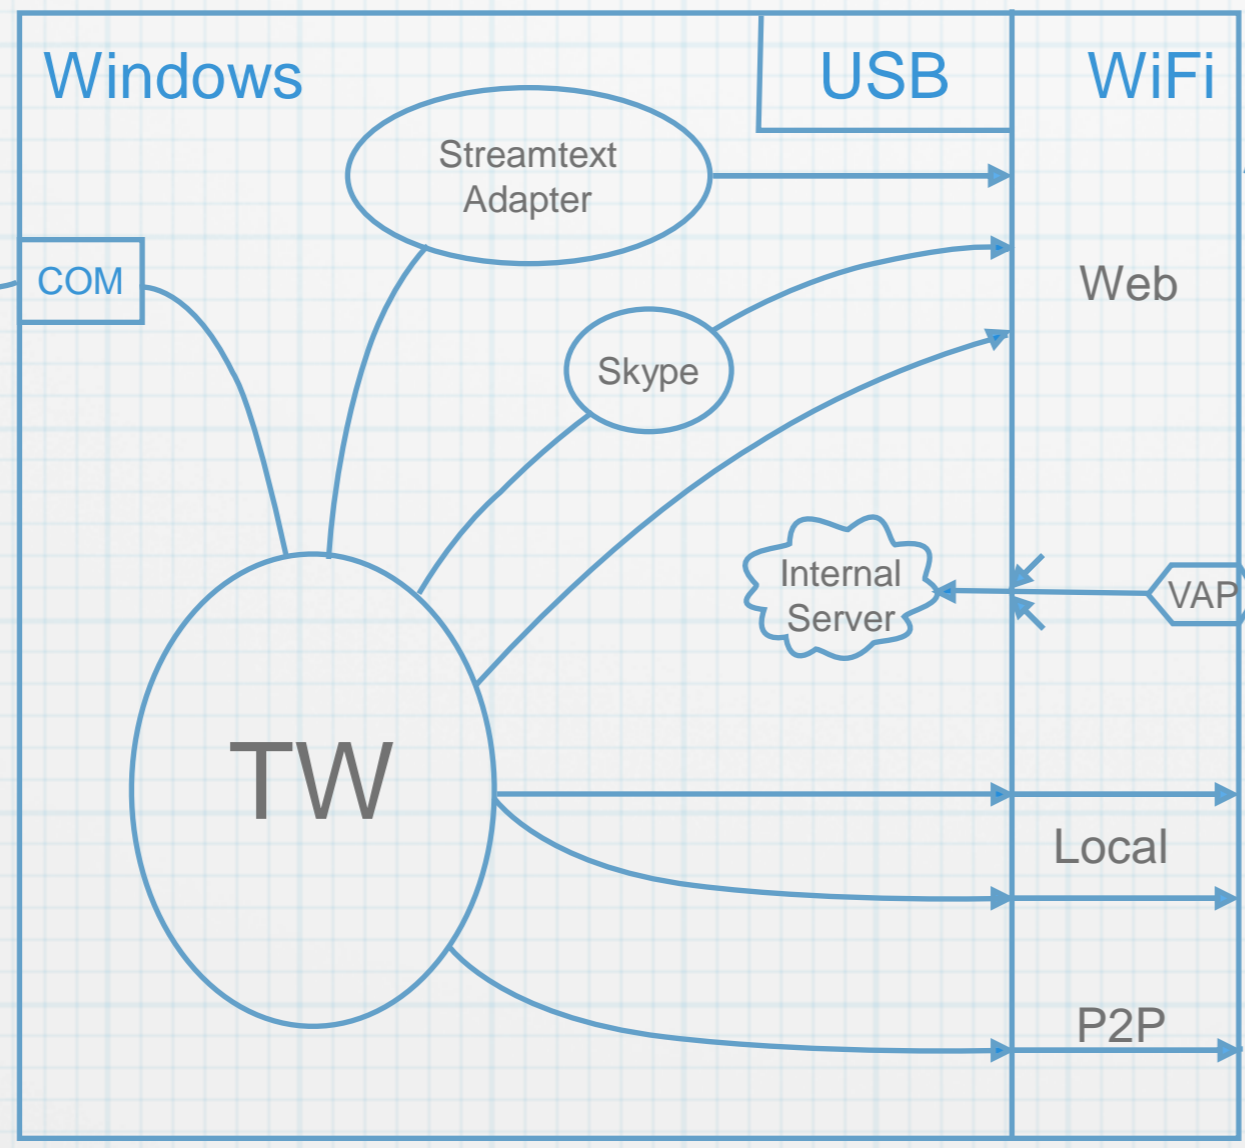 Windows
USB
WiFi
Streamtext
Adapter
COM
Web
Skype
Internal
Server
VAP
TW
Local
P2P